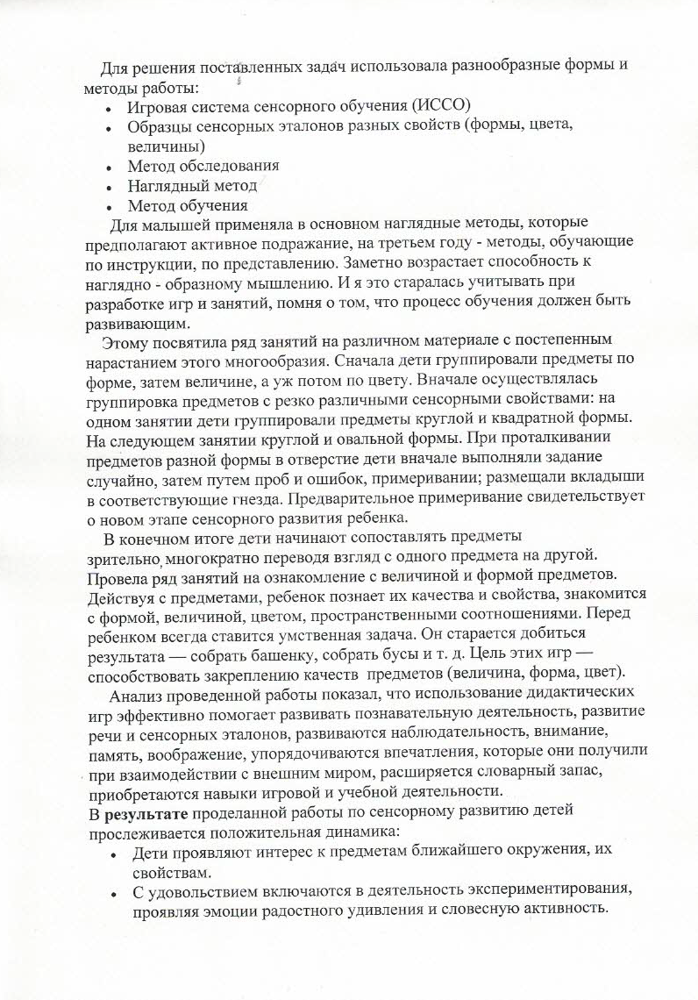 Для решения поставленных задач использовала разнообразные формы и
методы работы:
• Игровая система сенсорного обучения (ИССО)
• Образцы сенсорных эталонов разных свойств (формы, цвета,
величины)
• Метод обследования
• Наглядный метод
• Метод обучения
Для малышей применяла в основном наглядные методы, которые
предполагают активное подражание, на третьем году - методы, обучающие
по инструкции, по представлению. Заметно возрастает способность к
наглядно - образному мышлению. И я это старалась учитывать при
разработке игр и занятий, помня о том, что процесс обучения должен быть
развивающим.
Этому посвятила ряд занятий на различном материале с постепенным
нарастанием этого многообразия. Сначала дети группировали предметы по
форме, затем величине, а уж потом по цвету. Вначале осуществлялась
группировка предметов с резко различными сенсорными свойствами: на
одном занятии дети группировали предметы круглой и квадратной формы.
На следующем занятии круглой и овальной формы. При проталкивании
предметов разной формы в отверстие дети вначале выполняли задание
случайно, затем путем проб и ошибок, примеривании; размещали вкладыши
в соответствующие гнезда. Предварительное примеривание свидетельствует
о новом этапе сенсорного развития ребенка.
В конечном итоге дети начинают сопоставлять предметы
зрительно, многократно переводя взгляд с одного предмета на другой.
Провела ряд занятий на ознакомление с величиной и формой предметов.
Действуя с предметами, ребенок познает их качества и свойства, знакомится
с формой, величиной, цветом, пространственными соотношениями. Перед
ребенком всегда ставится умственная задача. Он старается добиться
результата — собрать башенку, собрать бусы и т. д. Цель этих игр —
способствовать закреплению качеств предметов (величина, форма, цвет).
Анализ проведенной работы показал, что использование дидактических
игр эффективно помогает развивать познавательную деятельность, развитие
речи и сенсорных эталонов, развиваются наблюдательность, внимание,
память, воображение, упорядочиваются впечатления, которые они получили
при взаимодействии с внешним миром, расширяется словарный запас,
приобретаются навыки игровой и учебной деятельности.
В результате проделанной работы по сенсорному развитию детей
прослеживается положительная динамика:
• Дети проявляют интерес к предметам ближайшего окружения, их
свойствам.
• С удовольствием включаются в деятельность экспериментирования,
проявляя эмоции радостного удивления и словесную активность.